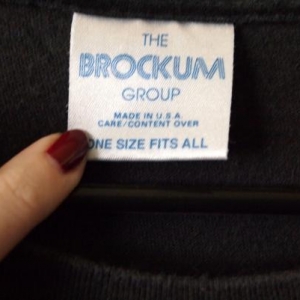 THE
BROCKUM
GROUP
MADE IN U.S.A.
CARE/CONTENT OVER
ONE SIZE FITS ALL